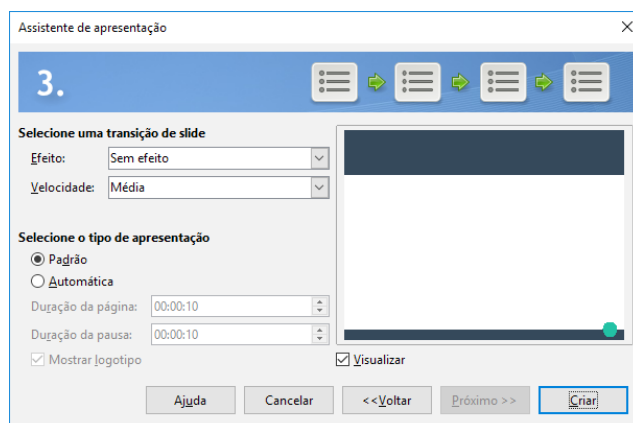 Assistente de apresentação
3.
Selecione uma transição de slide
Efeito: Sem efeito
Velocidade: Média
Selecione o tipo de apresentação
Padrão
Automática
Duração da página: 00:00:10
Duração da pausa: 00:00:10
Mostrar logotipo
Visualizar
Ajuda Cancelar <<Voltar Próximo >> Criar